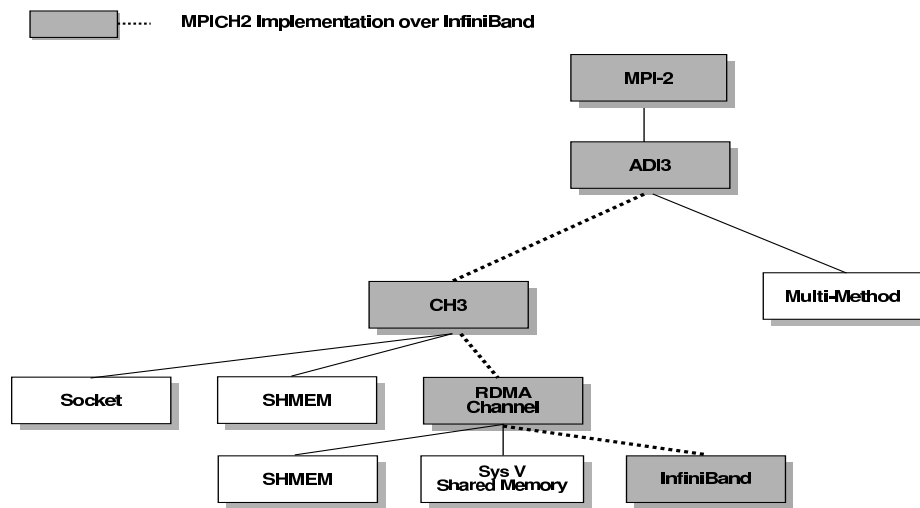 MPICH2 Implementation over InfiniBand
MPI-2
ADI3
CH3
Multi-Method
Socket
SHMEM
RDMA
Channel
SHMEM
Sys V
Shared Memory
InfiniBand